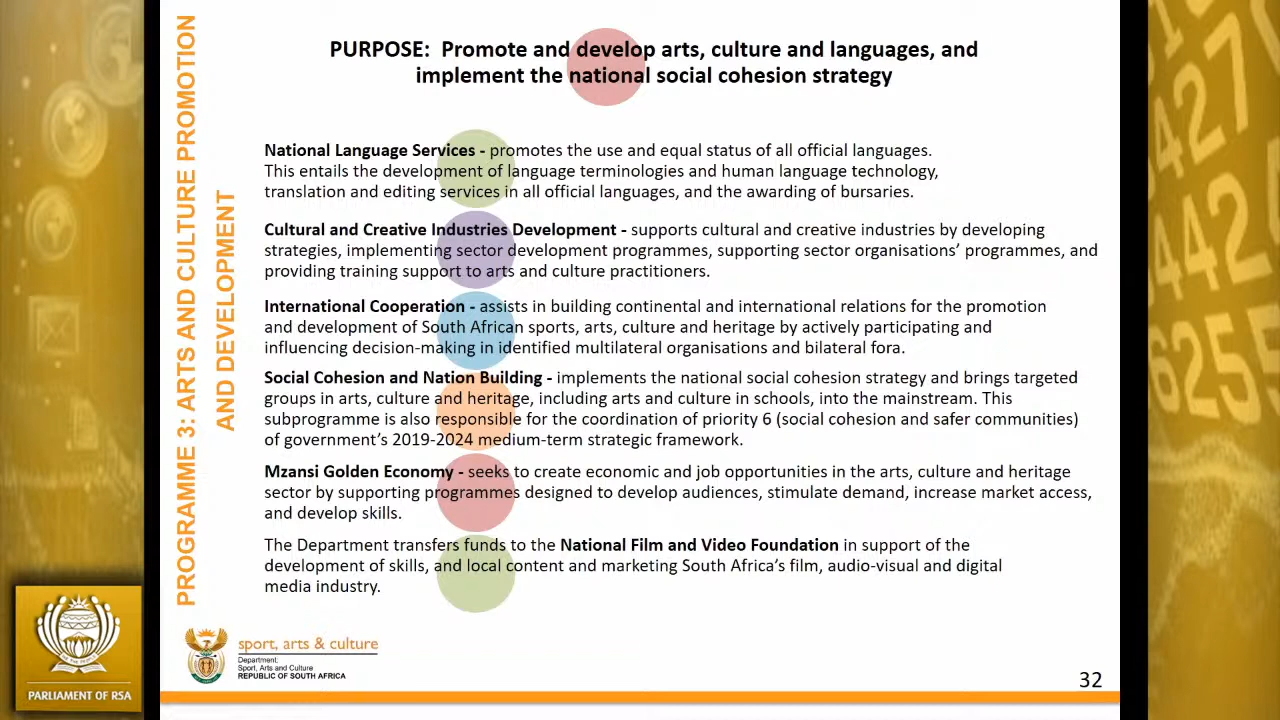 PROGRAMME 3: ARTS AND CULTURE PROMOTION
AND DEVELOPMENT
PURPOSE: Promote and develop arts, culture and languages, and
implement the national social cohesion strategy
National Language Services - promotes the use and equal status of all official languages.
This entails the development of language terminologies and human language technology,
translation and editing services in all official languages, and the awarding of bursaries.
Cultural and Creative Industries Development - supports cultural and creative industries by developing
strategies, implementing sector development programmes, supporting sector organisations’ programmes, and
providing training support to arts and culture practitioners.
International Cooperation - assists in building continental and international relations for the promotion
and development of South African sports, arts, culture and heritage by actively participating and
influencing decision-making in identified multilateral organisations and bilateral fora.
Social Cohesion and Nation Building - implements the national social cohesion strategy and brings targeted
groups in arts, culture and heritage, including arts and culture in schools, into the mainstream. This
subprogramme is also responsible for the coordination of priority 6 (social cohesion and safer communities)
of government’s 2019-2024 medium-term strategic framework.
Mzansi Golden Economy - seeks to create economic and job opportunities in the arts, culture and heritage
sector by supporting programmes designed to develop audiences, stimulate demand, increase market access,
and develop skills.
The Department transfers funds to the National Film and Video Foundation in support of the
development of skills, and local content and marketing South Africa’s film, audio-visual and digital
media industry.
sport, arts & culture
Department:
Sport, Arts and Culture
REPUBLIC OF SOUTH AFRICA
32
PARLIAMENT OF RSA
427
4424
442
6255